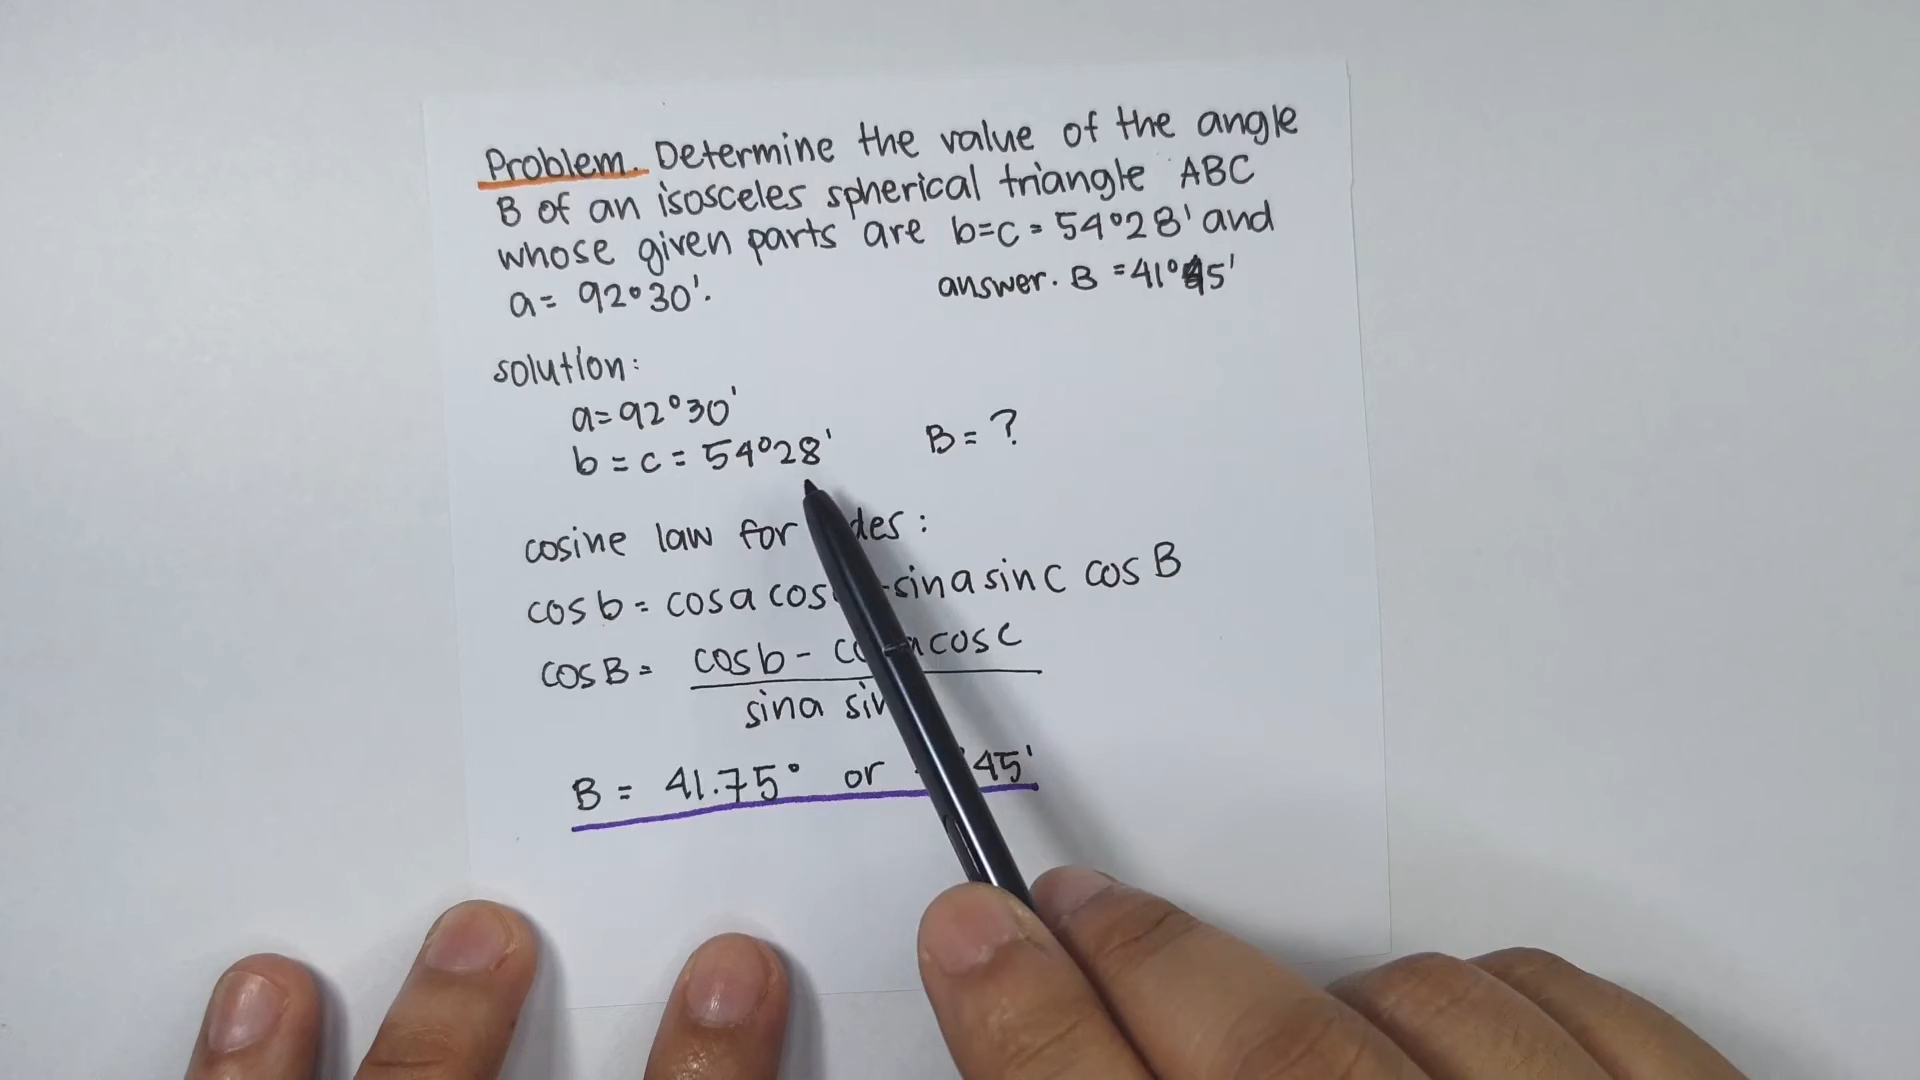 Problem. Determine the value of the angle
B of an isosceles spherical triangle ABC
whose given parts are b=c = 54°28' and
a = 92°30'.
answer. B = 41°45'
solution:
a = 92°30'
b = c = 54°28'
B = ?
cosine law for
cos b = cos a cos sin a sin c cos B
cos B = cos b - cos c
sin a
B = 41.75° or 45'